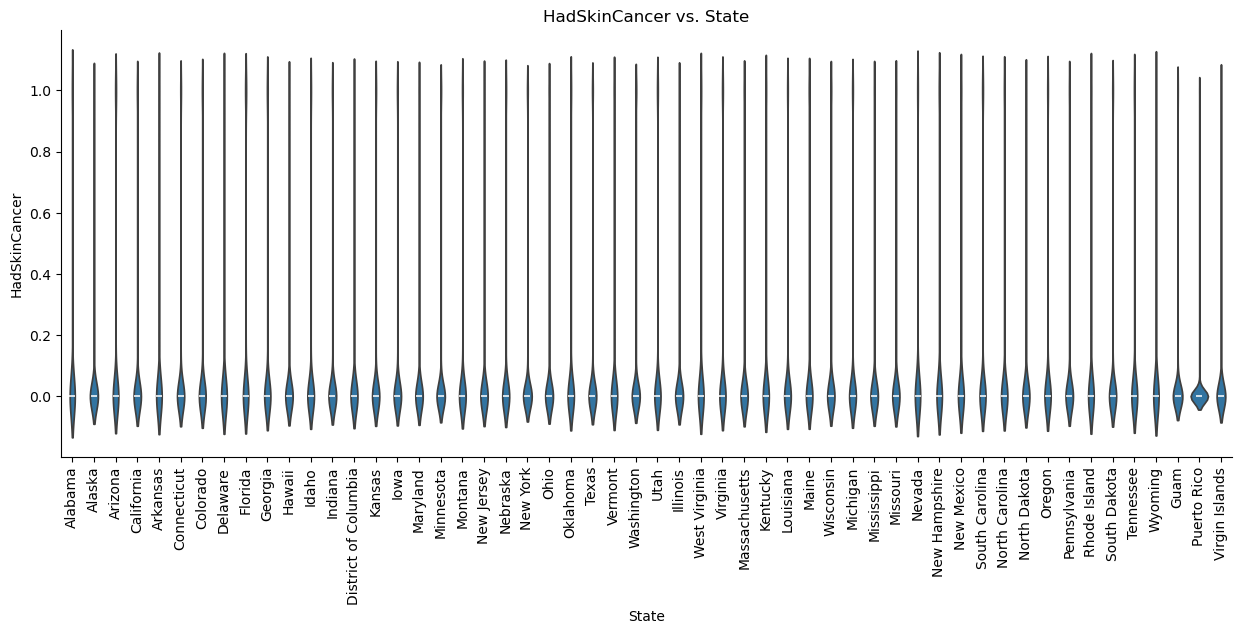 HadSkinCancer vs. State
HadSkinCancer
1.0
0.8
0.6
0.4
0.2
0.0
Alabama
Alaska
Arizona
California
Arkansas
Connecticut
Colorado
Delaware
Florida
Georgia
Hawaii
Idaho
Indiana
District of Columbia
Kansas
Iowa
Maryland
Minnesota
Montana
New Jersey
Nebraska
New York
Ohio
Oklahoma
Texas
Vermont
Washington
Utah
Illinois
West Virginia
Virginia
Massachusetts
Kentucky
Louisiana
Maine
Wisconsin
Michigan
Mississippi
Missouri
Nevada
New Hampshire
New Mexico
South Carolina
North Carolina
North Dakota
Oregon
Pennsylvania
Rhode Island
South Dakota
Tennessee
Wyoming
Guam
Puerto Rico
Virgin Islands
State